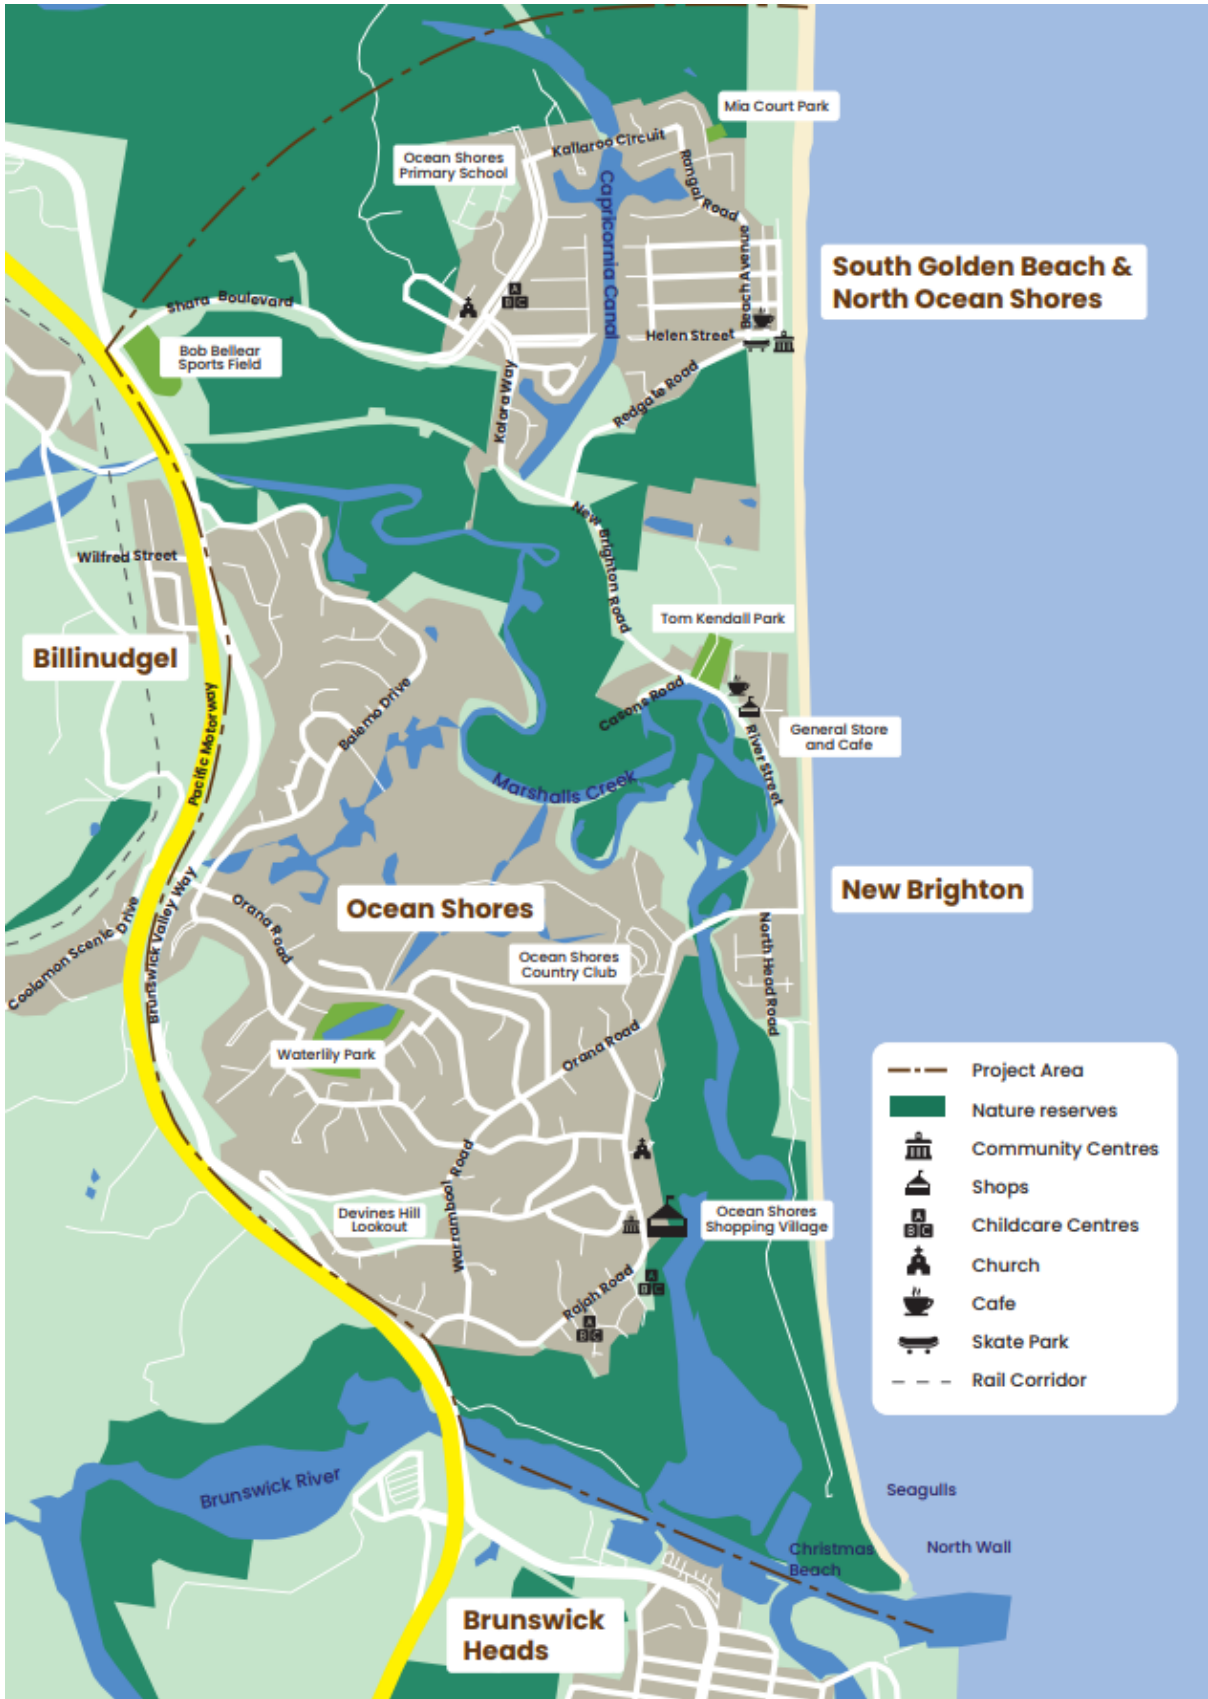 Mia Court Park
Kallaroo Circuit
Ocean Shores
Primary School
Rangal Road
Capricornia Canal
Beach Avenue
South Golden Beach &
North Ocean Shores
Shara Boulevard
Helen Street
Bob Bellear
Sports Field
Redgate Road
Kolora Way
New Brighton Road
Wilfred Street
Tom Kendall Park
Billinudgel
Casons Road
Balemo Drive
General Store
and Cafe
River Street
Pacific Motorway
Marshalls Creek
New Brighton
Ocean Shores
Orana Road
Brunswick Valley Way
Coolamon Scenic Drive
North Head Road
Ocean Shores
Country Club
Orana Road
Waterlily Park
Project Area
Nature reserves
Community Centres
Shops
A
B C
Childcare Centres
Church
Cafe
Skate Park
Rail Corridor
Warrambool Road
Devines Hill
Lookout
Ocean Shores
Shopping Village
Rajah Road
A
B C
A
B C
A
B C
Brunswick River
Seagulls
North Wall
Christmas
Beach
Brunswick
Heads